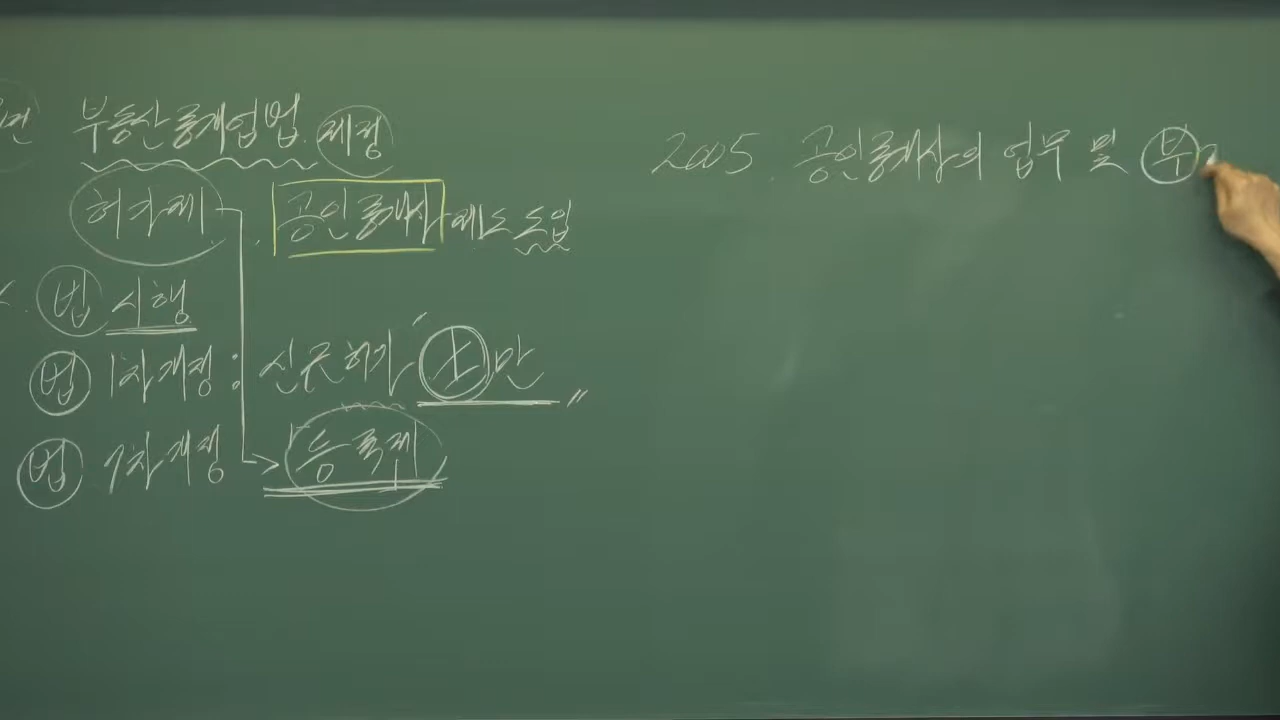 부동산중개업법 제정
허가제 . 공인중개사 제도 도입
법 시행
법 1차개정 : 신규허가 "土만"
법 7차개정 등록제
2005. 공인중개사의 업무 및 부